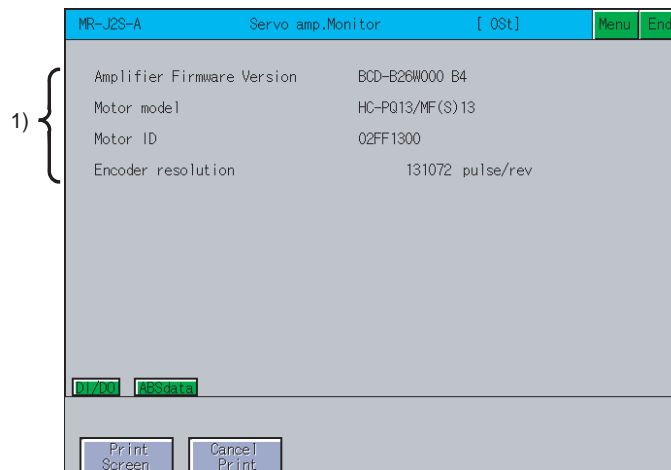 MR-J2S-A Servo amp.Monitor [ 0St] Menu End
1)
Amplifier Firmware Version BCD-B26W000 B4
Motor model HC-PQ13/MF(S)13
Motor ID 02FF1300
Encoder resolution 131072 pulse/rev
DI/DO ABSdata
Print Screen
Cancel Print